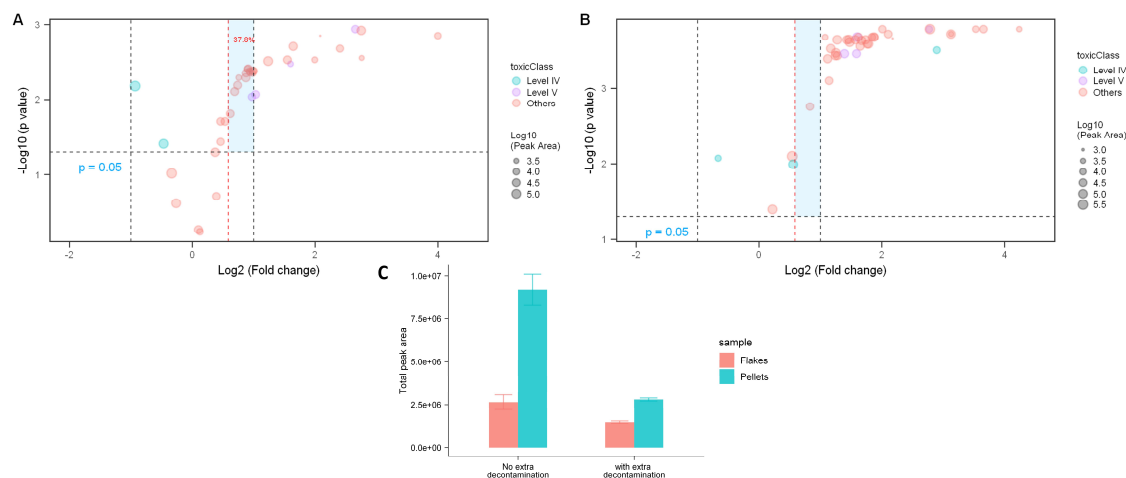 A
3
2
1
-2
0
2
4
-Log10 (p value)
Log2 (Fold change)
37.8%
p = 0.05
toxicClass
Level IV
Level V
Others
Log10
(Peak Area)
3.5
4.0
4.5
5.0
B
3
2
1
-2
0
2
4
-Log10 (p value)
Log2 (Fold change)
p = 0.05
toxicClass
Level IV
Level V
Others
Log10
(Peak Area)
3.0
3.5
4.0
4.5
5.0
5.5
C
1.0e+07
7.5e+06
5.0e+06
2.5e+06
0.0e+00
Total peak area
No extra
decontamination
with extra
decontamination
sample
Flakes
Pellets